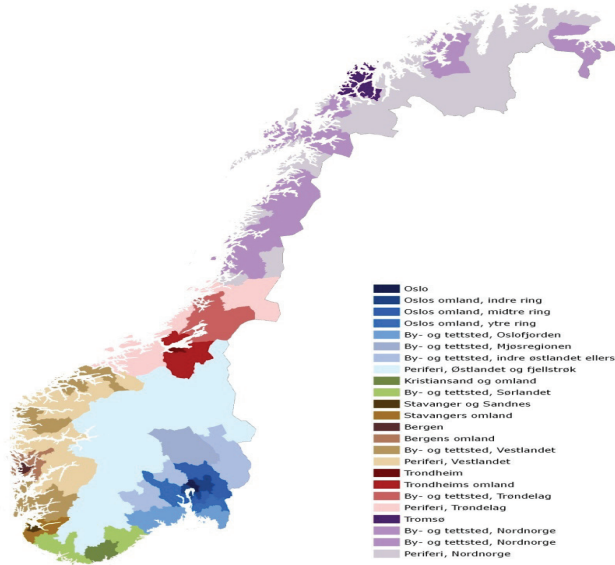 Oslo
Oslos omland, indre ring
Oslos omland, midtre ring
Oslos omland, ytre ring
By- og tettsted, Oslofjorden
By- og tettsted, Mjøsregionen
By- og tettsted, indre østlandet ellers
Periferi, Østlandet og fjellstrøk
Kristiansand og omland
By- og tettsted, Sørlandet
Stavanger og Sandnes
Stavangers omland
Bergen
Bergens omland
By- og tettsted, Vestlandet
Periferi, Vestlandet
Trondheim
Trondheims omland
By- og tettsted, Trøndelag
Periferi, Trøndelag
Tromsø
By- og tettsted, Nordnorge
By- og tettsted, Nordnorge
Periferi, Nordnorge